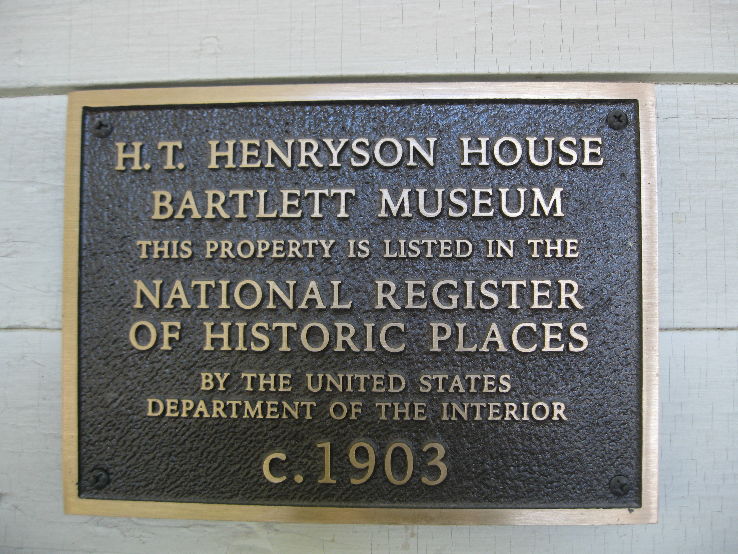 H.T. HENRYSON HOUSE
BARTLETT MUSEUM
THIS PROPERTY IS LISTED IN THE
NATIONAL REGISTER
OF HISTORIC PLACES
BY THE UNITED STATES
DEPARTMENT OF THE INTERIOR
c.1903